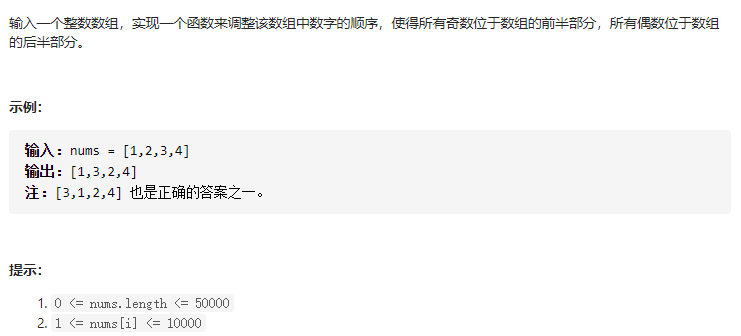 输入一个整数数组，实现一个函数来调整该数组中数字的顺序，使得所有奇数位于数组的前半部分，所有偶数位于数组
的后半部分。
示例：
输入：nums = [1,2,3,4]
输出：[1,3,2,4]
注：[3,1,2,4] 也是正确的答案之一。
提示：
1. 0 <= nums.length <= 50000
2. 1 <= nums[i] <= 10000